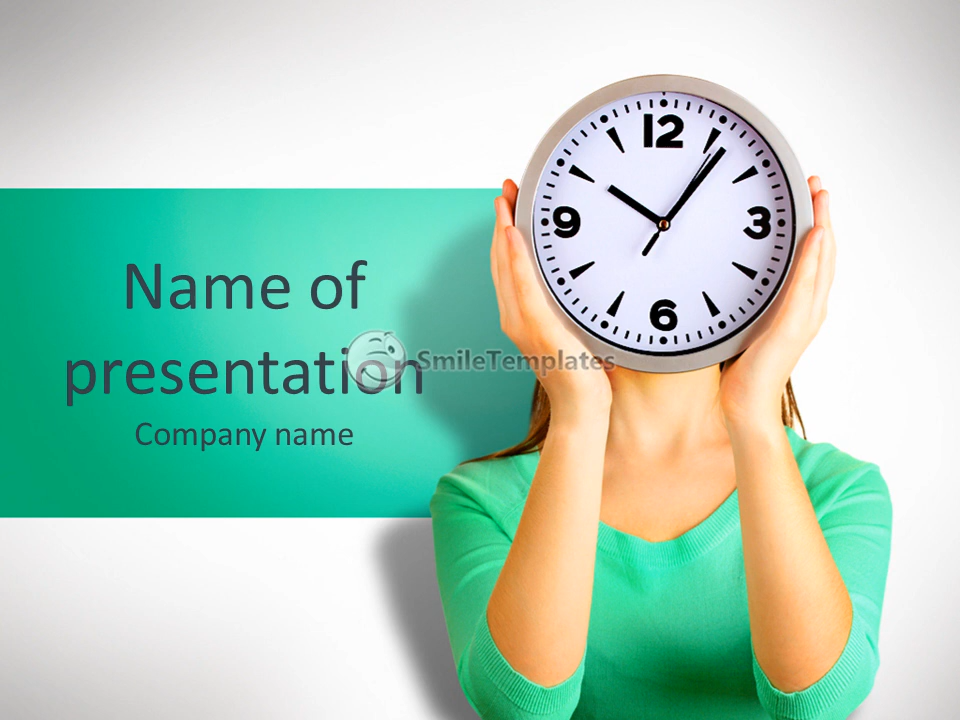 12
3
9
6
Name of
presentation
SmileTemplates
Company name